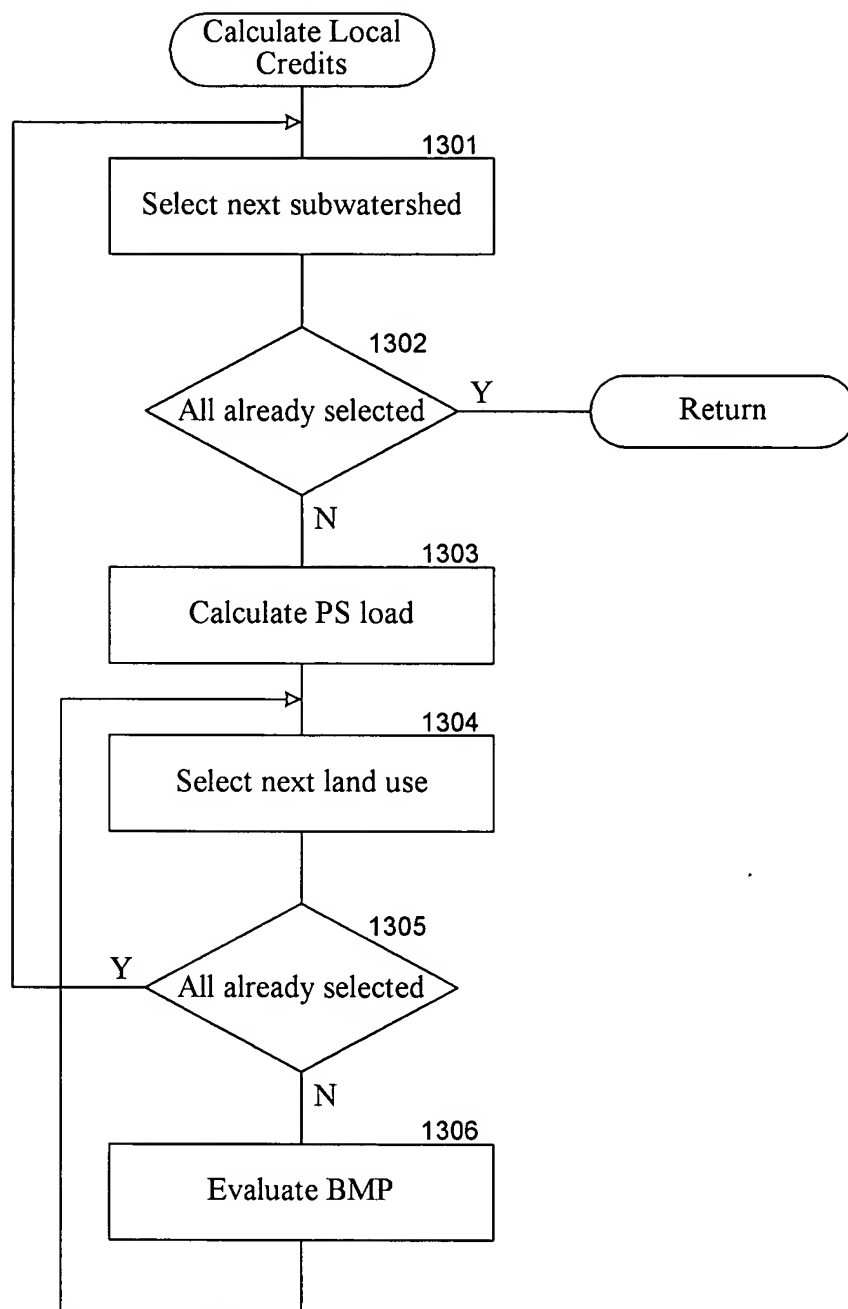 Calculate Local
Credits
1301
Select next subwatershed
1302
All already selected
Y
Return
N
1303
Calculate PS load
1304
Select next land use
1305
Y
All already selected
N
1306
Evaluate BMP